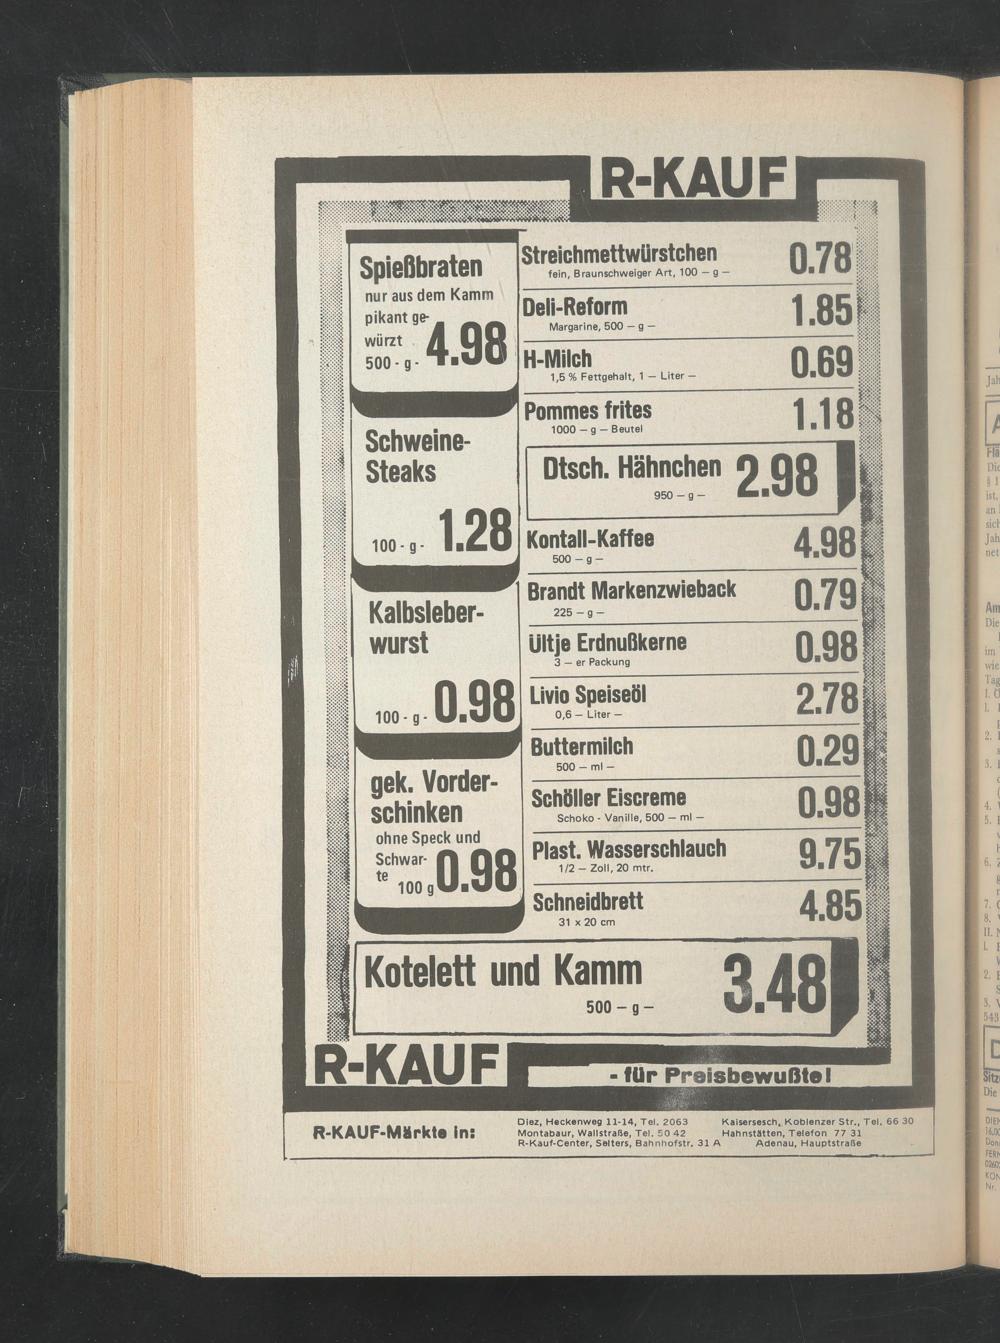 R-KAUF
Spießbraten
nur aus dem Kamm
pikant ge-
würzt
500 - g - 4.98
Schweine-
Steaks
100 - g - 1.28
Kalbsleber-
wurst
100 - g - 0.98
gek. Vorder-
schinken
ohne Speck und
Schwar-
te 100 g 0.98
Streichmettwürstchen 0.78
fein, Braunschweiger Art, 100 – g –
Deli-Reform 1.85
Margarine, 500 – g –
H-Milch 0.69
1,5 % Fettgehalt, 1 – Liter –
Pommes frites 1.18
1000 – g – Beutel
Dtsch. Hähnchen 2.98
950 – g –
Kontall-Kaffee 4.98
500 – g –
Brandt Markenzwieback 0.79
225 – g –
Ültje Erdnußkerne 0.98
3 – er Packung
Livio Speiseöl 2.78
0,6 – Liter –
Buttermilch 0.29
500 – ml –
Schöller Eiscreme 0.98
Schoko - Vanille, 500 – ml –
Plast. Wasserschlauch 9.75
1/2 – Zoll, 20 mtr.
Schneidbrett 4.85
31 x 20 cm
Kotelett und Kamm 3.48
500 – g –
R-KAUF
- für Preisbewußte!
R-KAUF-Märkte in:
Diez, Heckenweg 11-14, Tel. 2063
Montabaur, Wallstraße, Tel. 50 42
R-Kauf-Center, Selters, Bahnhofstr. 31 A
Kaisersesch, Koblenzer Str., Tel. 66 30
Hahnstätten, Telefon 77 31
Adenau, Hauptstraße